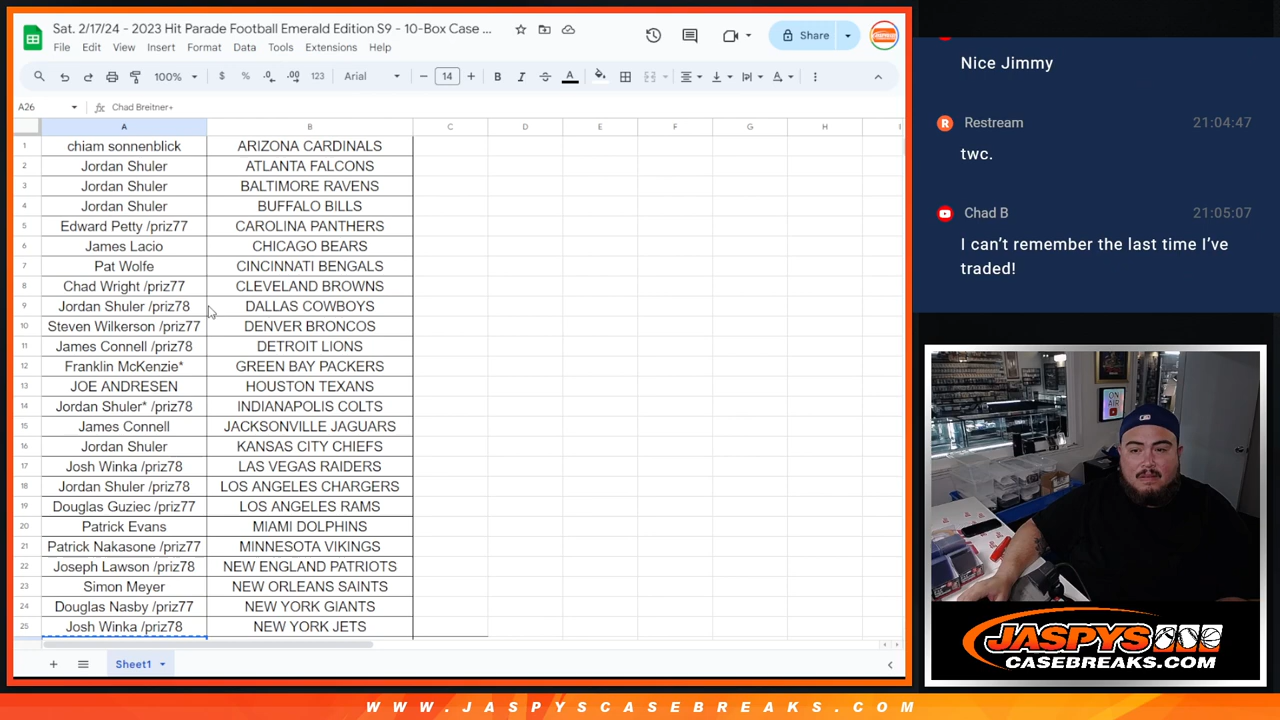 Sat. 2/17/24 - 2023 Hit Parade Football Emerald Edition S9 - 10-Box Case ...
File Edit View Insert Format Data Tools Extensions Help
Share
100% $ % .0 .00 123 Arial 14 B I A
A26 fx Chad Breitner+
A B C D E F G H I
1 chiam sonnenblick ARIZONA CARDINALS
2 Jordan Shuler ATLANTA FALCONS
3 Jordan Shuler BALTIMORE RAVENS
4 Jordan Shuler BUFFALO BILLS
5 Edward Petty /priz77 CAROLINA PANTHERS
6 James Lacio CHICAGO BEARS
7 Pat Wolfe CINCINNATI BENGALS
8 Chad Wright /priz77 CLEVELAND BROWNS
9 Jordan Shuler /priz78 DALLAS COWBOYS
10 Steven Wilkerson /priz77 DENVER BRONCOS
11 James Connell /priz78 DETROIT LIONS
12 Franklin McKenzie* GREEN BAY PACKERS
13 JOE ANDRESEN HOUSTON TEXANS
14 Jordan Shuler* /priz78 INDIANAPOLIS COLTS
15 James Connell JACKSONVILLE JAGUARS
16 Jordan Shuler KANSAS CITY CHIEFS
17 Josh Winka /priz78 LAS VEGAS RAIDERS
18 Jordan Shuler /priz78 LOS ANGELES CHARGERS
19 Douglas Guziec /priz77 LOS ANGELES RAMS
20 Patrick Evans MIAMI DOLPHINS
21 Patrick Nakasone /priz77 MINNESOTA VIKINGS
22 Joseph Lawson /priz78 NEW ENGLAND PATRIOTS
23 Simon Meyer NEW ORLEANS SAINTS
24 Douglas Nasby /priz77 NEW YORK GIANTS
25 Josh Winka /priz78 NEW YORK JETS
Sheet1
Nice Jimmy
Restream 21:04:47
twc.
Chad B 21:05:07
I can't remember the last time I've
traded!
ON
AIR
JASPYS
CASEBREAKS.COM
WWW.JASPYSCASEBREAKS.COM